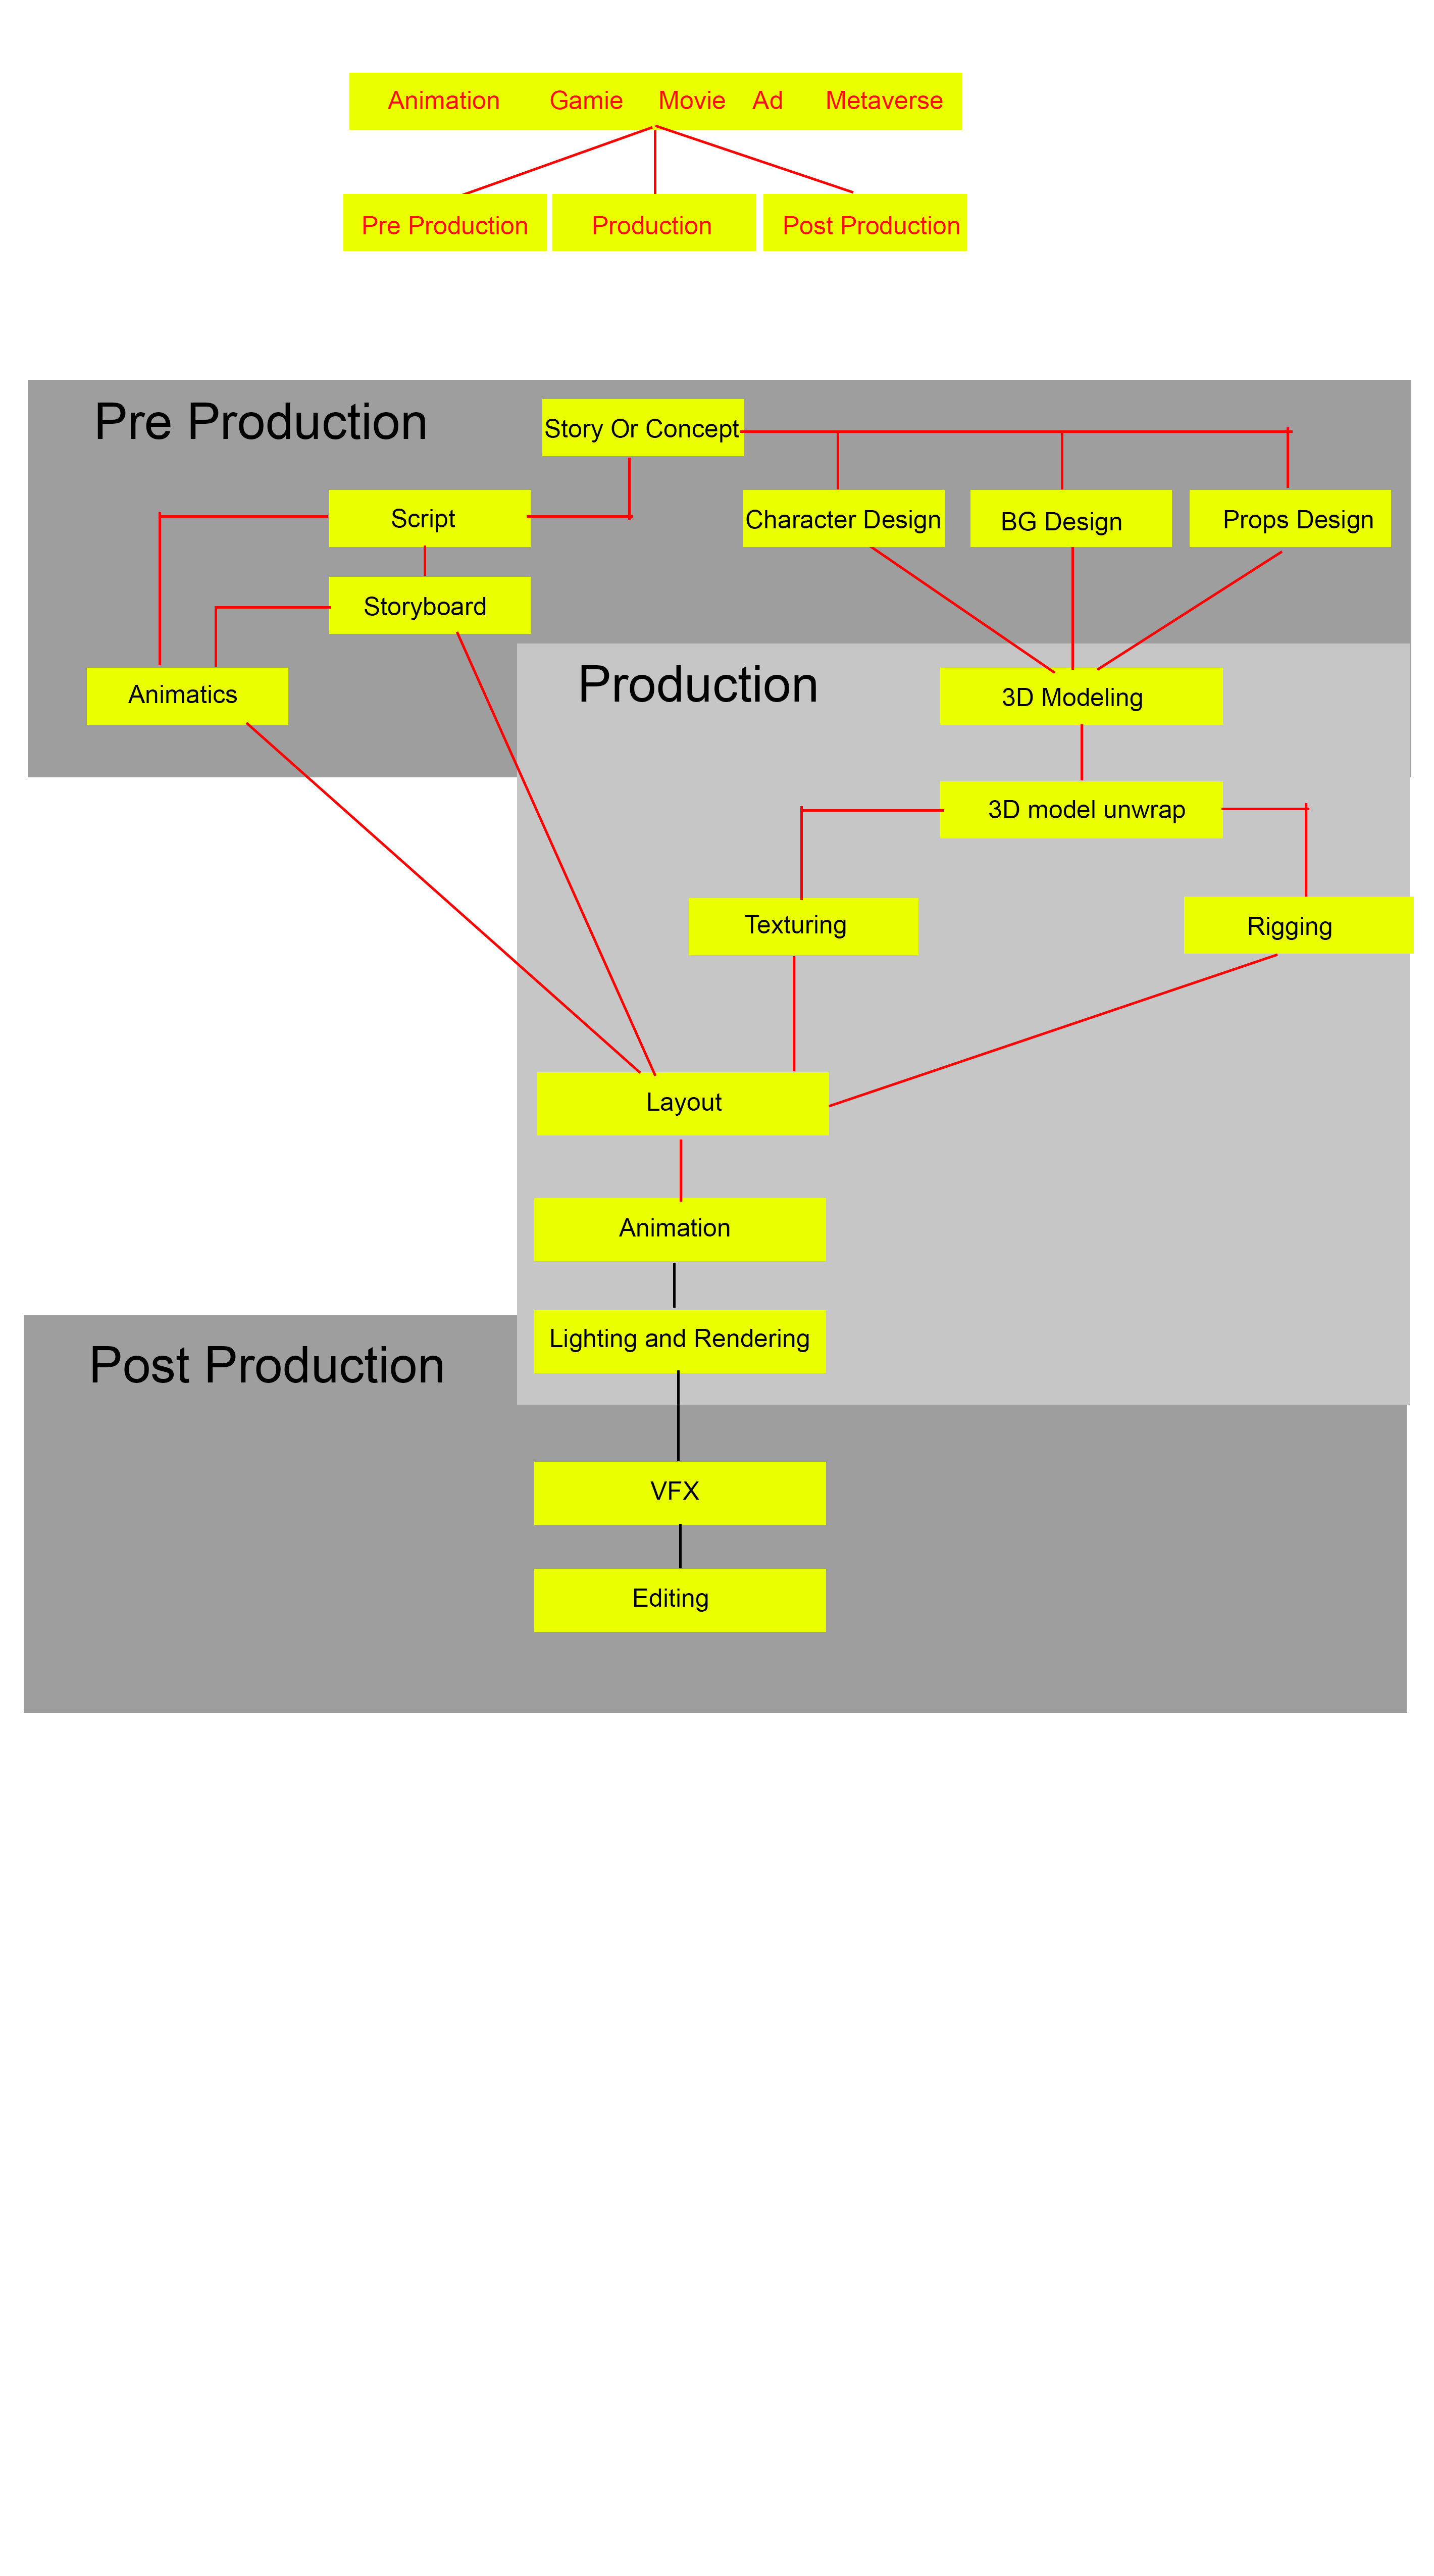 Animation Gamie Movie Ad Metaverse
Pre Production Production Post Production
Pre Production
Story Or Concept
Script
Character Design BG Design Props Design
Storyboard
Animatics
Production
3D Modeling
3D model unwrap
Texturing
Rigging
Layout
Animation
Lighting and Rendering
Post Production
VFX
Editing